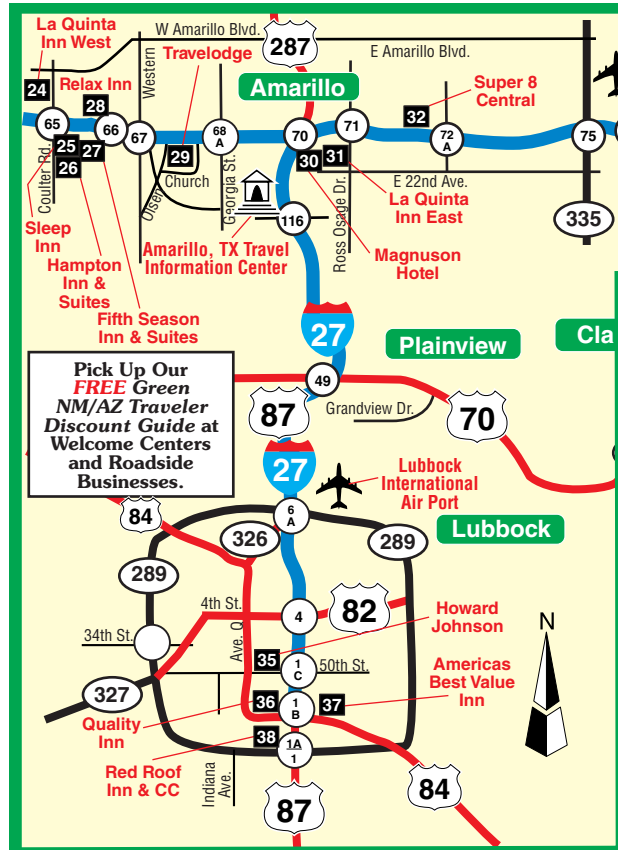 La Quinta
Inn West
W Amarillo Blvd.
287
E Amarillo Blvd.
Western
Travelodge
Amarillo
Super 8
Central
24
Relax Inn
28
32
65
66
67
68
A
70
71
72
A
75
25
27
26
29
30
31
Coulter Rd.
Olsen
Church
Georgia St.
Ross Osage Dr.
E 22nd Ave.
La Quinta
Inn East
335
116
Sleep
Inn
Amarillo, TX Travel
Information Center
Magnuson
Hotel
Hampton
Inn &
Suites
Fifth Season
Inn & Suites
27
Plainview
Cla
Pick Up Our
FREE Green
NM/AZ Traveler
Discount Guide at
Welcome Centers
and Roadside
Businesses.
49
87
Grandview Dr.
70
27
Lubbock
International
Air Port
84
6
A
326
289
Lubbock
289
4th St.
4
82
Howard
Johnson
34th St.
Ave. Q
35
1
C
50th St.
Americas
Best Value
Inn
N
327
36
1
B
37
Quality
Inn
38
1A
1
Red Roof
Inn & CC
Indiana
Ave.
87
84